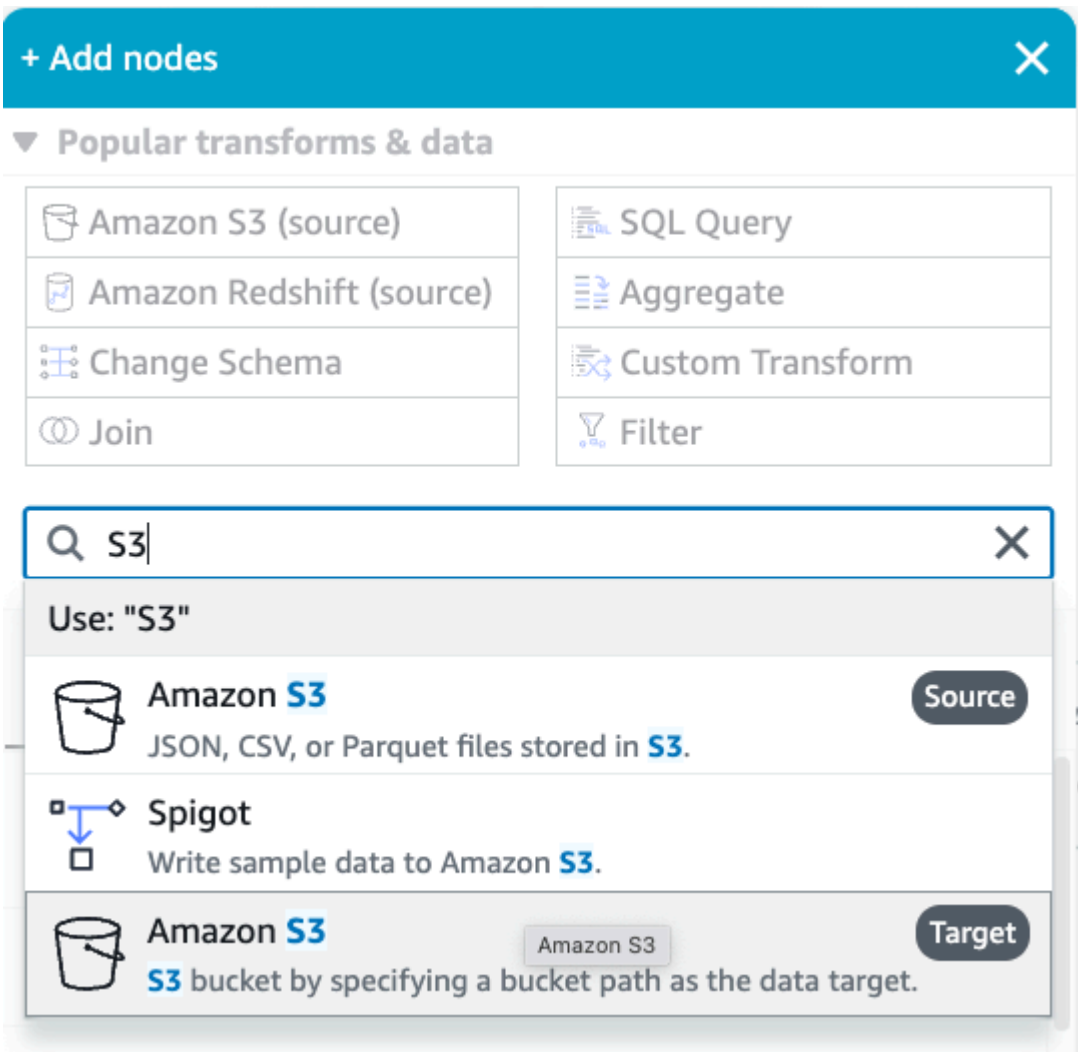 + Add nodes
Popular transforms & data
Amazon S3 (source)
SQL Query
Amazon Redshift (source)
Aggregate
Change Schema
Custom Transform
Join
Filter
S3
Use: "S3"
Amazon S3
Source
JSON, CSV, or Parquet files stored in S3.
Spigot
Write sample data to Amazon S3.
Amazon S3
Target
Amazon S3
S3 bucket by specifying a bucket path as the data target.